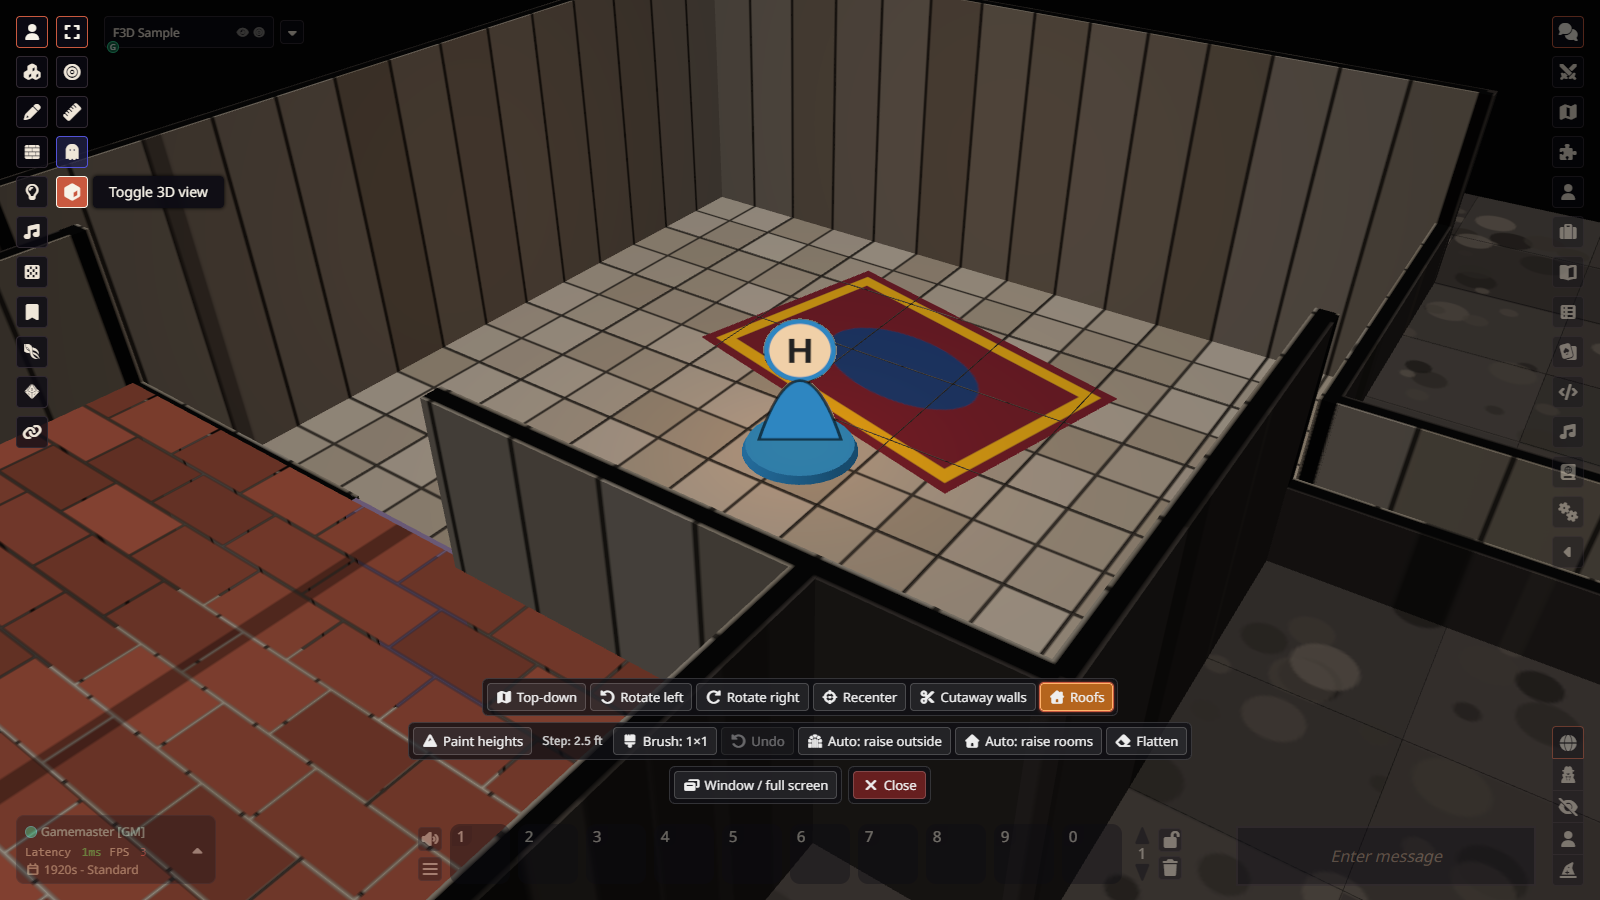 F3D Sample
G
Toggle 3D view
H
Top-down
Rotate left
Rotate right
Recenter
Cutaway walls
Roofs
Paint heights
Step: 2.5 ft
Brush: 1×1
Undo
Auto: raise outside
Auto: raise rooms
Flatten
Window / full screen
Close
Gamemaster [GM]
Latency 1ms FPS 3
1920s - Standard
1 2 3 4 5 6 7 8 9 0
1
Enter message